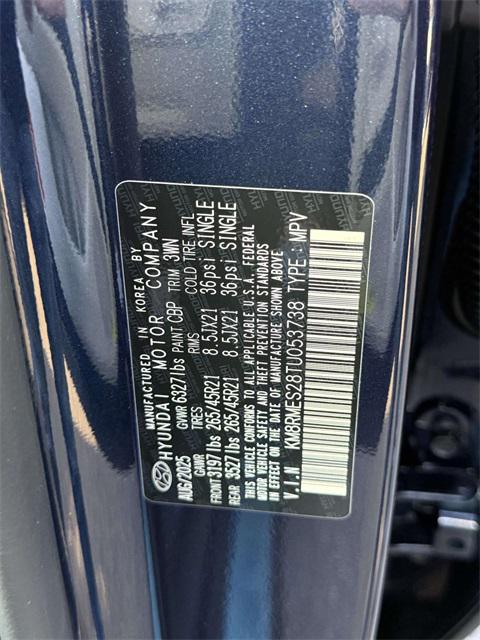 MANUFACTURED IN KOREA BY
HYUNDAI MOTOR COMPANY
AUG/2025 GVWR 6327lbs PAINT CBP TRIM 3WN
GAWR TIRES RIMS COLD TIRE INFL
FRONT 3197lbs 265/45R21 8.5JX21 36psi SINGLE
REAR 3527lbs 265/45R21 8.5JX21 36psi SINGLE
THIS VEHICLE CONFORMS TO ALL APPLICABLE U.S.A. FEDERAL
MOTOR VEHICLE SAFETY, BUMPER, AND THEFT PREVENTION STANDARDS
IN EFFECT ON THE DATE OF MANUFACTURE SHOWN ABOVE
V.I.N KM8RMES28TU053738 TYPE : MPV